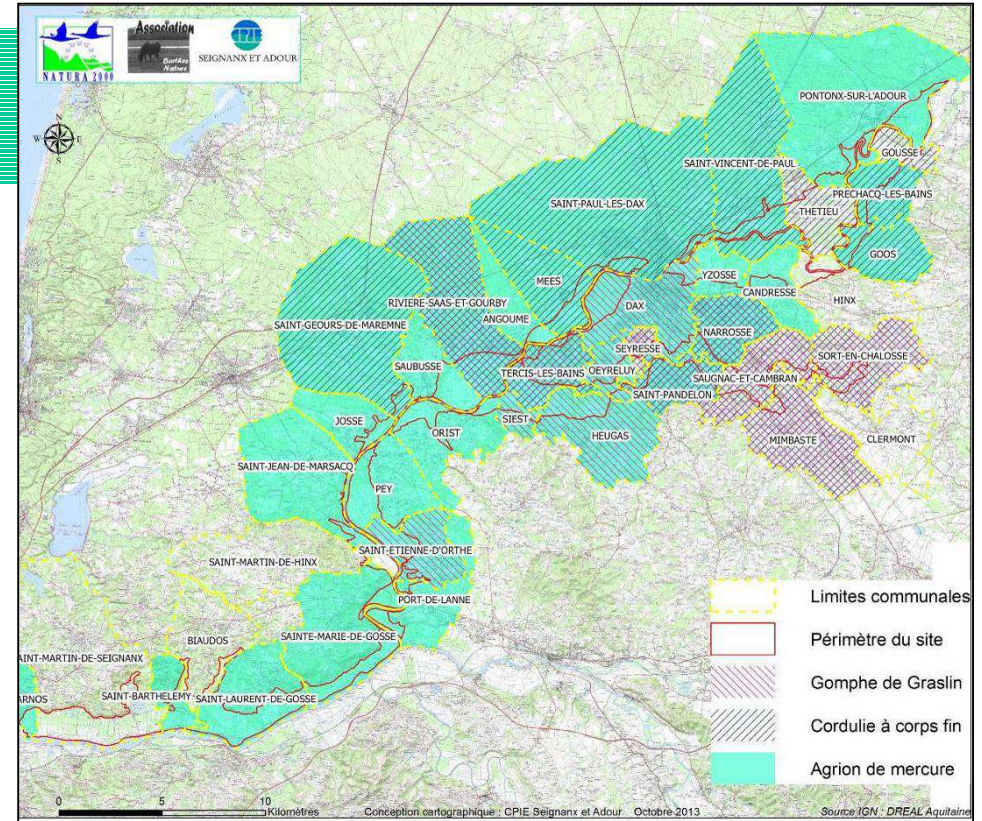 NATURA 2000
Association
Barthes
Nature
CPIE
SEIGNANX ET ADOUR
N
W
E
S
PONTONX-SUR-L'ADOUR
GOUSSE
SAINT-VINCENT-DE-PAUL
PRECHACQ-LES-BAINS
SAINT-PAUL-LES-DAX
THETIEU
GOOS
YZOSSE
MEES
CANDRESSE
HINX
RIVIERE-SAAS-ET-GOURBY
DAX
ANGOUME
SAINT-GEOURS-DE-MAREMNE
NARROSSE
SEYRESSE
SORT-EN-CHALOSSE
SAUBUSSE
TERCIS-LES-BAINS
OEYRELUY
SAUGNAC-ET-CAMBRAN
SAINT-PANDELON
JOSSE
SIEST
ORIST
HEUGAS
MIMBASTE
CLERMONT
SAINT-JEAN-DE-MARSACQ
PEY
SAINT-ETIENNE-D'ORTHE
SAINT-MARTIN-DE-HINX
PORT-DE-LANNE
BIAUDOS
SAINTE-MARIE-DE-GOSSE
AINT-MARTIN-DE-SEIGNANX
SAINT-BARTHELEMY
SAINT-LAURENT-DE-GOSSE
ARNOS
Limites communales
Périmètre du site
Gomphe de Graslin
Cordulie à corps fin
Agrion de mercure
0 5 10
Kilomètres
Conception cartographique : CPIE Seignanx et Adour Octobre 2013
Source IGN : DREAL Aquitaine